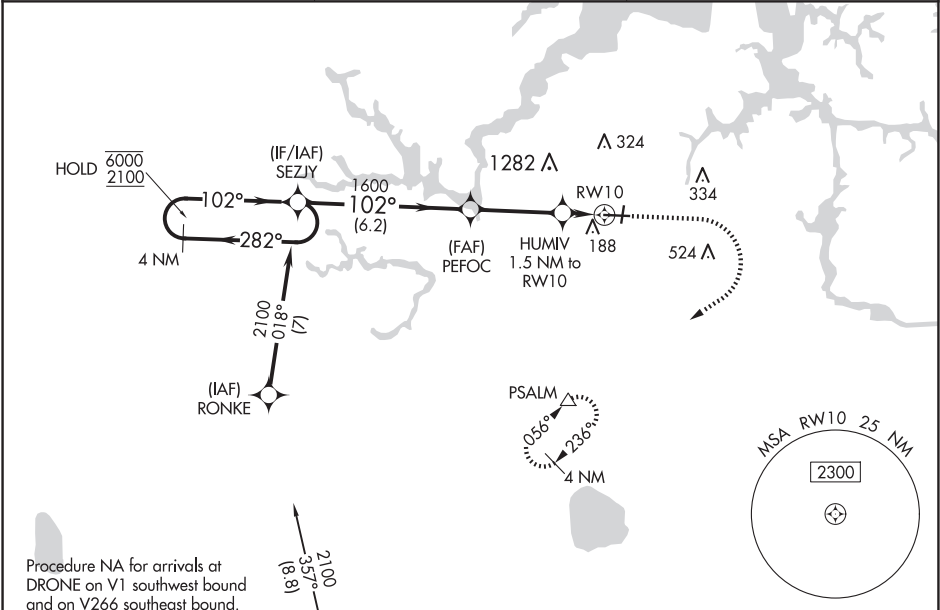 HOLD 6000
2100
(IF/IAF)
SEZJY
102°
282°
4 NM
1600
102°
(6.2)
(FAF)
PEFOC
1282
HUMIV
1.5 NM to
RW10
RW10
188
324
334
524
2100
018°
(7)
(IAF)
RONKE
PSALM
056°
236°
4 NM
MSA RW10 25 NM
2300
2100
357°
(8.8)
Procedure NA for arrivals at
DRONE on V1 southwest bound
and on V266 southeast bound.